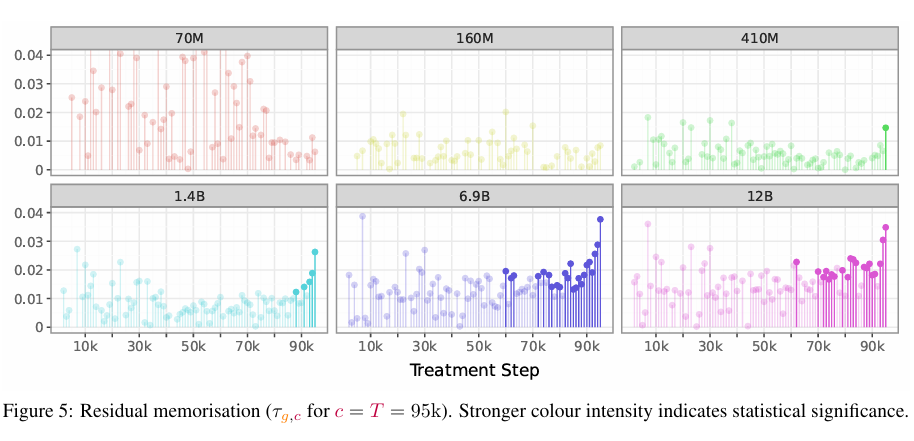 70M 160M 410M
0.04
0.03
0.02
0.01
0
1.4B 6.9B 12B
0.04
0.03
0.02
0.01
0
10k 30k 50k 70k 90k 10k 30k 50k 70k 90k 10k 30k 50k 70k 90k
Treatment Step
Figure 5: Residual memorisation (τg,c for c = T = 95k). Stronger colour intensity indicates statistical significance.